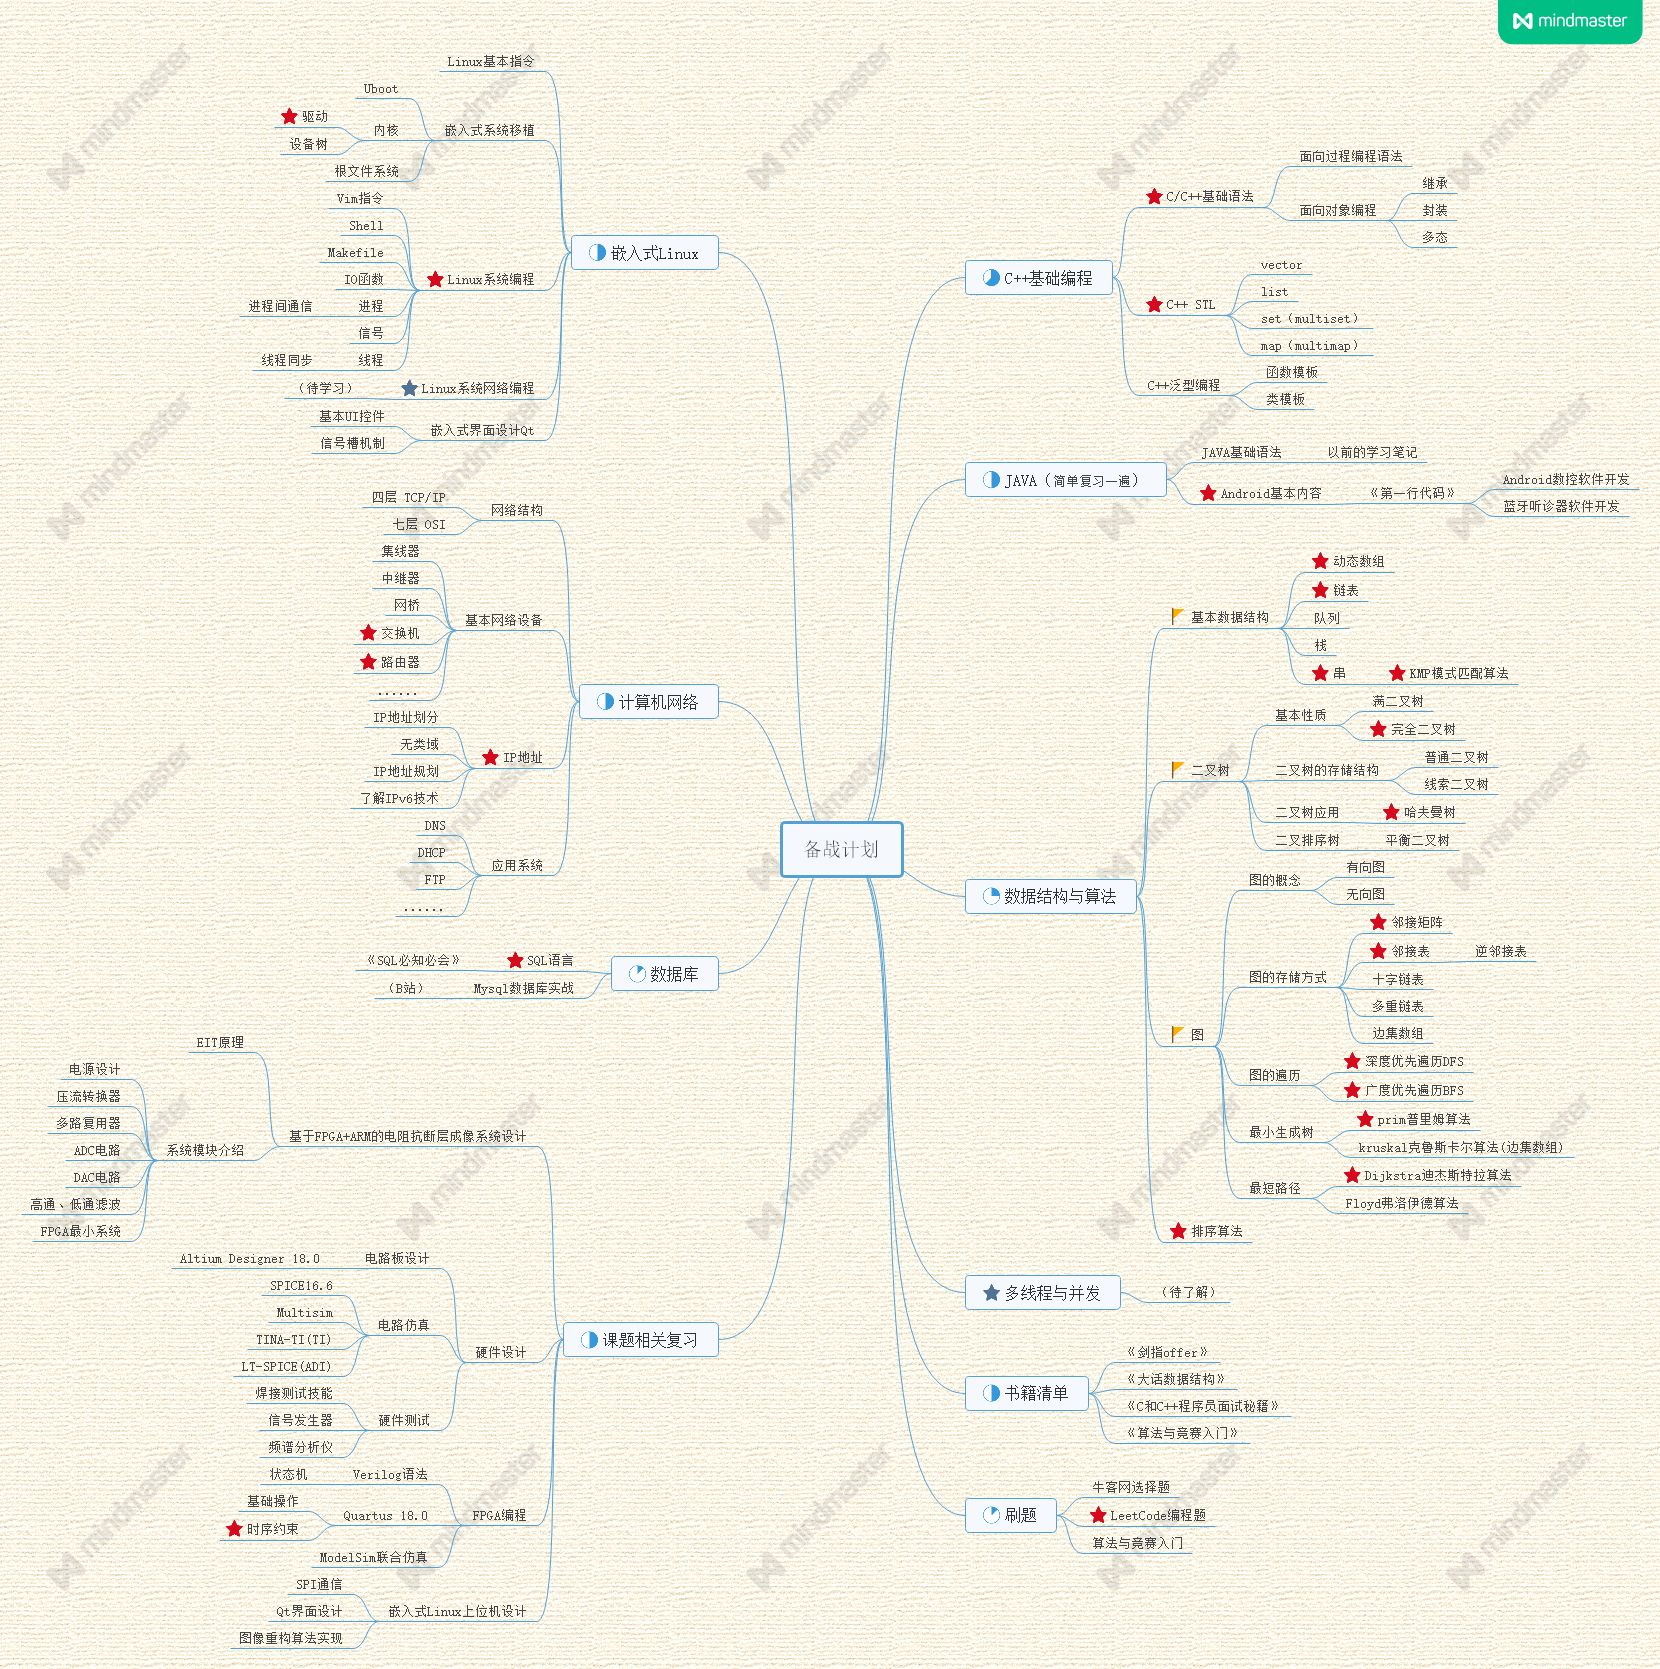 mindmaster
备战计划
嵌入式Linux
Linux基本指令
嵌入式系统移植
Uboot
内核
驱动
设备树
根文件系统
Linux系统编程
Vim指令
Shell
Makefile
IO函数
进程
进程间通信
信号
线程
线程同步
Linux系统网络编程
（待学习）
嵌入式界面设计Qt
基本UI控件
信号槽机制
计算机网络
网络结构
四层 TCP/IP
七层 OSI
基本网络设备
集线器
中继器
网桥
交换机
路由器
······
IP地址
IP地址划分
无类域
IP地址规划
了解IPv6技术
应用系统
DNS
DHCP
FTP
······
数据库
SQL语言
《SQL必知必会》
Mysql数据库实战
（B站）
课题相关复习
基于FPGA+ARM的电阻抗断层成像系统设计
EIT原理
系统模块介绍
电源设计
压流转换器
多路复用器
ADC电路
DAC电路
高通、低通滤波
FPGA最小系统
硬件设计
电路板设计
Altium Designer 18.0
电路仿真
SPICE16.6
Multisim
TINA-TI(TI)
LT-SPICE(ADI)
硬件测试
焊接测试技能
信号发生器
频谱分析仪
FPGA编程
Verilog语法
状态机
Quartus 18.0
基础操作
时序约束
ModelSim联合仿真
嵌入式Linux上位机设计
SPI通信
Qt界面设计
图像重构算法实现
C++基础编程
C/C++基础语法
面向过程编程语法
面向对象编程
继承
封装
多态
C++ STL
vector
list
set（multiset）
map（multimap）
C++泛型编程
函数模板
类模板
JAVA（简单复习一遍）
JAVA基础语法
以前的学习笔记
Android基本内容
《第一行代码》
Android数控软件开发
蓝牙听诊器软件开发
数据结构与算法
基本数据结构
动态数组
链表
队列
栈
串
KMP模式匹配算法
二叉树
基本性质
满二叉树
完全二叉树
二叉树的存储结构
普通二叉树
线索二叉树
二叉树应用
哈夫曼树
二叉排序树
平衡二叉树
图
图的概念
有向图
无向图
图的存储方式
邻接矩阵
邻接表
逆邻接表
十字链表
多重链表
边集数组
图的遍历
深度优先遍历DFS
广度优先遍历BFS
最小生成树
prim普里姆算法
kruskal克鲁斯卡尔算法(边集数组)
最短路径
Dijkstra迪杰斯特拉算法
Floyd弗洛伊德算法
排序算法
多线程与并发
（待了解）
书籍清单
《剑指offer》
《大话数据结构》
《C和C++程序员面试秘籍》
《算法与竞赛入门》
刷题
牛客网选择题
LeetCode编程题
算法与竞赛入门